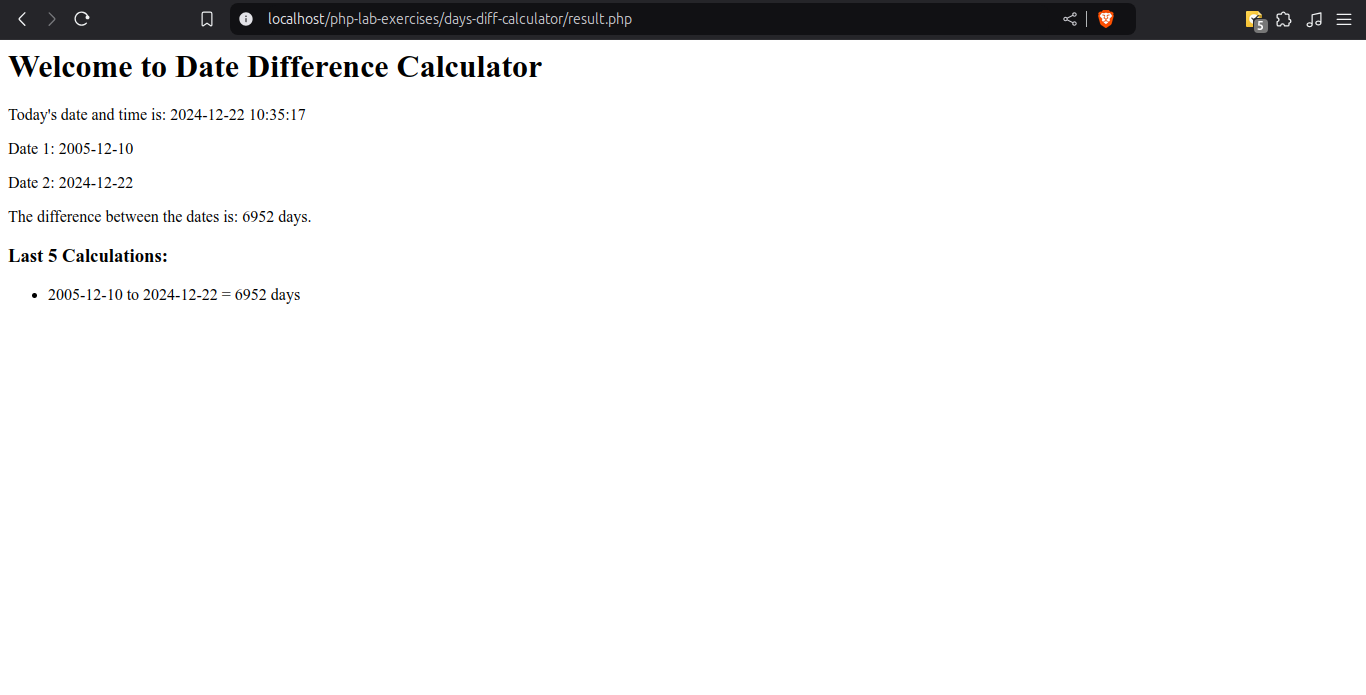 localhost/php-lab-exercises/days-diff-calculator/result.php
5
Welcome to Date Difference Calculator
Today's date and time is: 2024-12-22 10:35:17
Date 1: 2005-12-10
Date 2: 2024-12-22
The difference between the dates is: 6952 days.
Last 5 Calculations:
• 2005-12-10 to 2024-12-22 = 6952 days